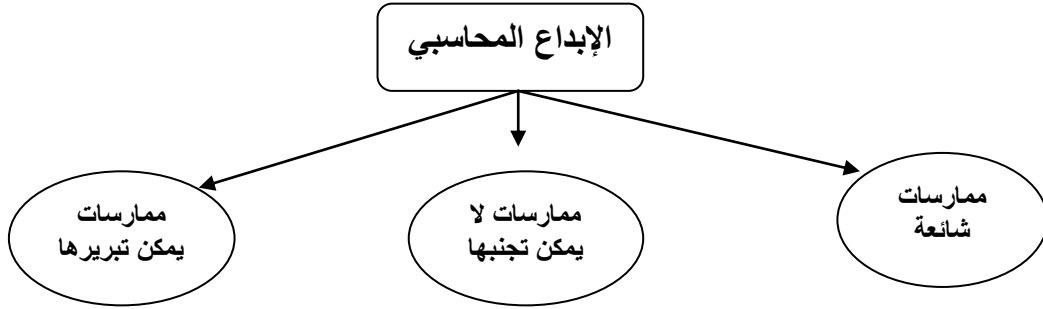 الإبداع المحاسبي
ممارسات
شائعة
ممارسات لا
يمكن تجنبها
ممارسات
يمكن تبريرها